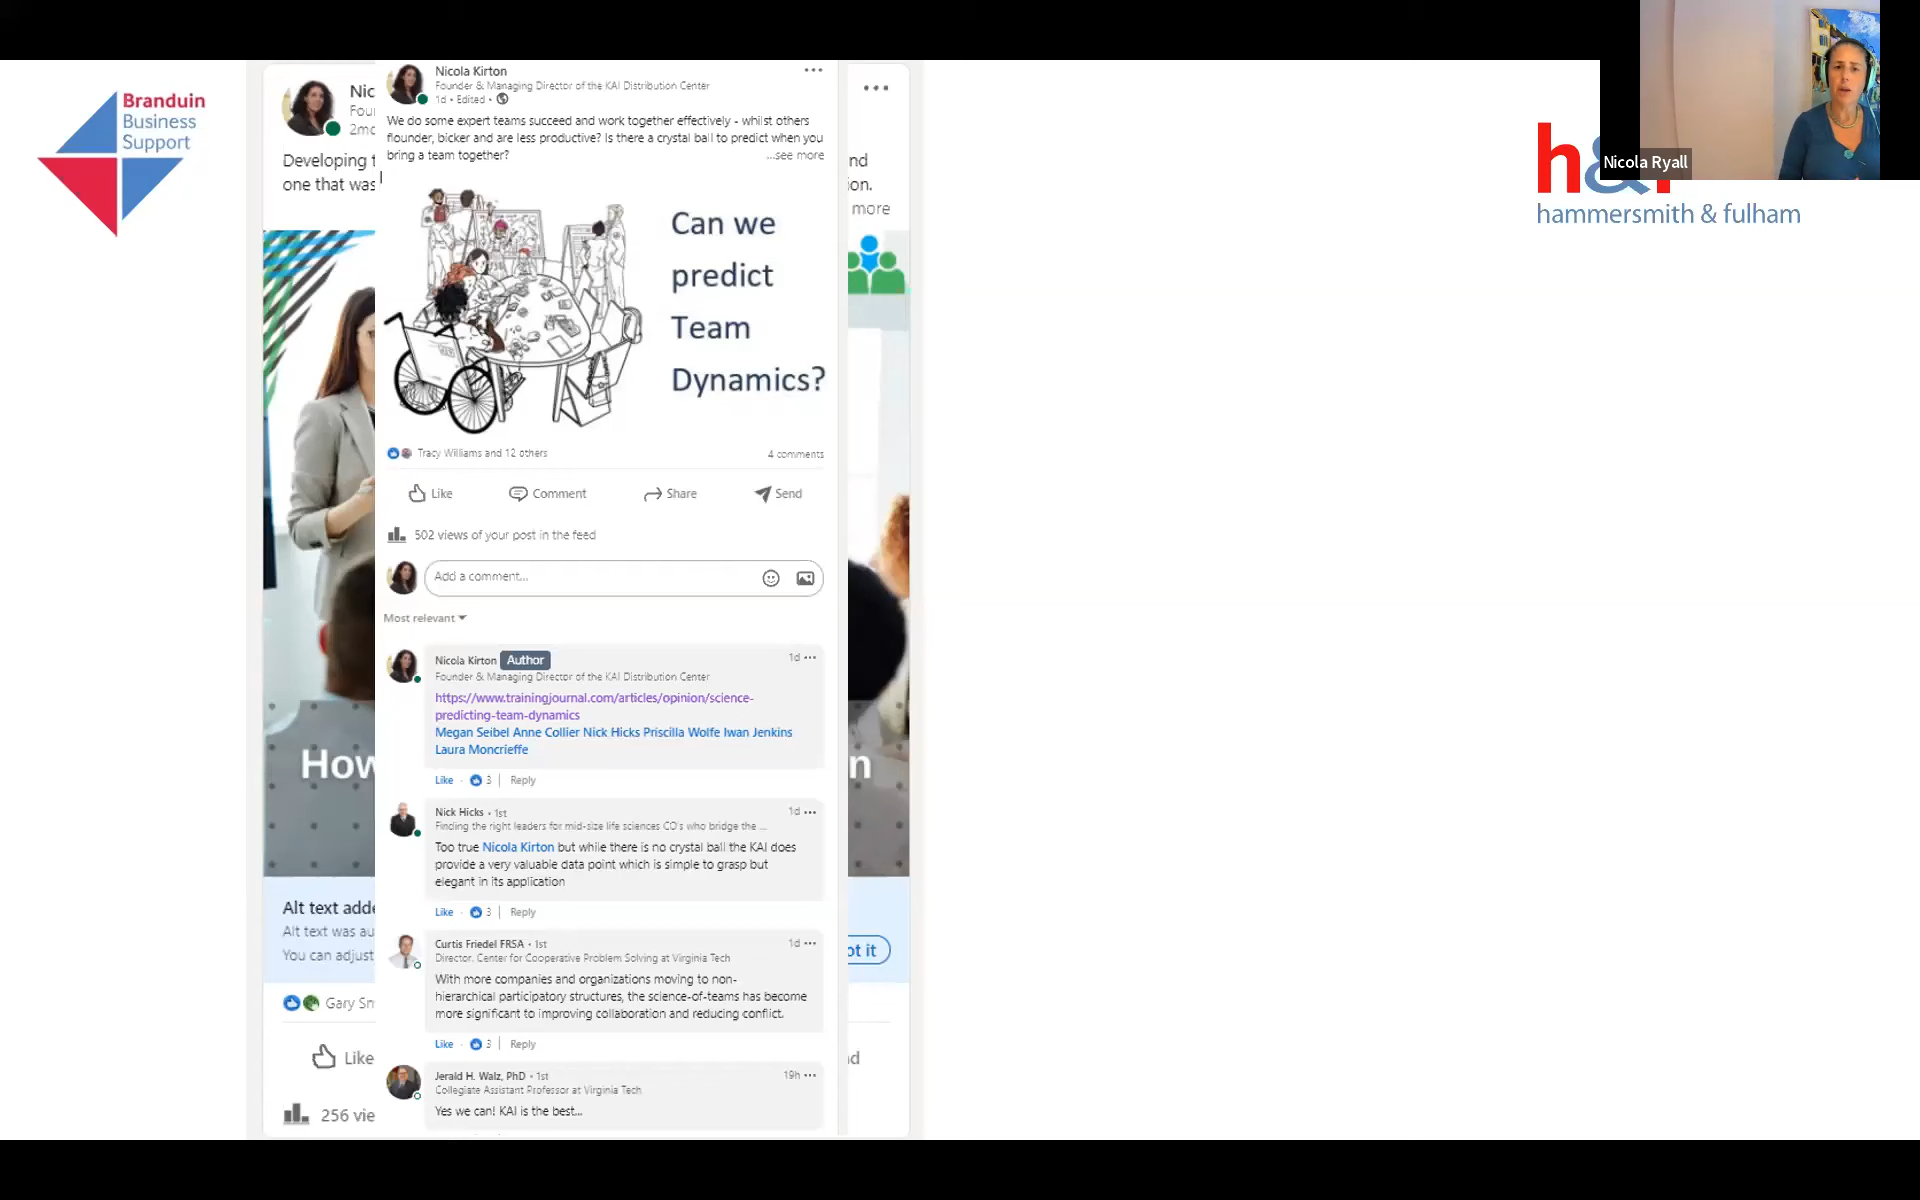 Branduin
Business
Support
Nic
Fou
2mo
Developing t
one that was
nd
ion.
more
How
n
Alt text adde
Alt text was au
You can adjust
ot it
Gary Sm
Like
nd
256 vie
Nicola Kirton
Founder & Managing Director of the KAI Distribution Center
1d • Edited •
We do some expert teams succeed and work together effectively - whilst others
flounder, bicker and are less productive? Is there a crystal ball to predict when you
bring a team together?
...see more
Can we
predict
Team
Dynamics?
Tracy Williams and 12 others
4 comments
Like
Comment
Share
Send
502 views of your post in the feed
Add a comment...
Most relevant
Nicola Kirton Author
1d
Founder & Managing Director of the KAI Distribution Center
https://www.trainingjournal.com/articles/opinion/science-
predicting-team-dynamics
Megan Seibel Anne Collier Nick Hicks Priscilla Wolfe Iwan Jenkins
Laura Moncrieffe
Like · 3 | Reply
Nick Hicks • 1st
1d
Finding the right leaders for mid-size life sciences CO's who bridge the ...
Too true Nicola Kirton but while there is no crystal ball the KAI does
provide a very valuable data point which is simple to grasp but
elegant in its application
Like · 3 | Reply
Curtis Friedel FRSA • 1st
1d
Director, Center for Cooperative Problem Solving at Virginia Tech
With more companies and organizations moving to non-
hierarchical participatory structures, the science-of-teams has become
more significant to improving collaboration and reducing conflict.
Like · 3 | Reply
Jerald H. Walz, PhD • 1st
19h
Collegiate Assistant Professor at Virginia Tech
Yes we can! KAI is the best...
h&f
hammersmith & fulham
Nicola Ryall